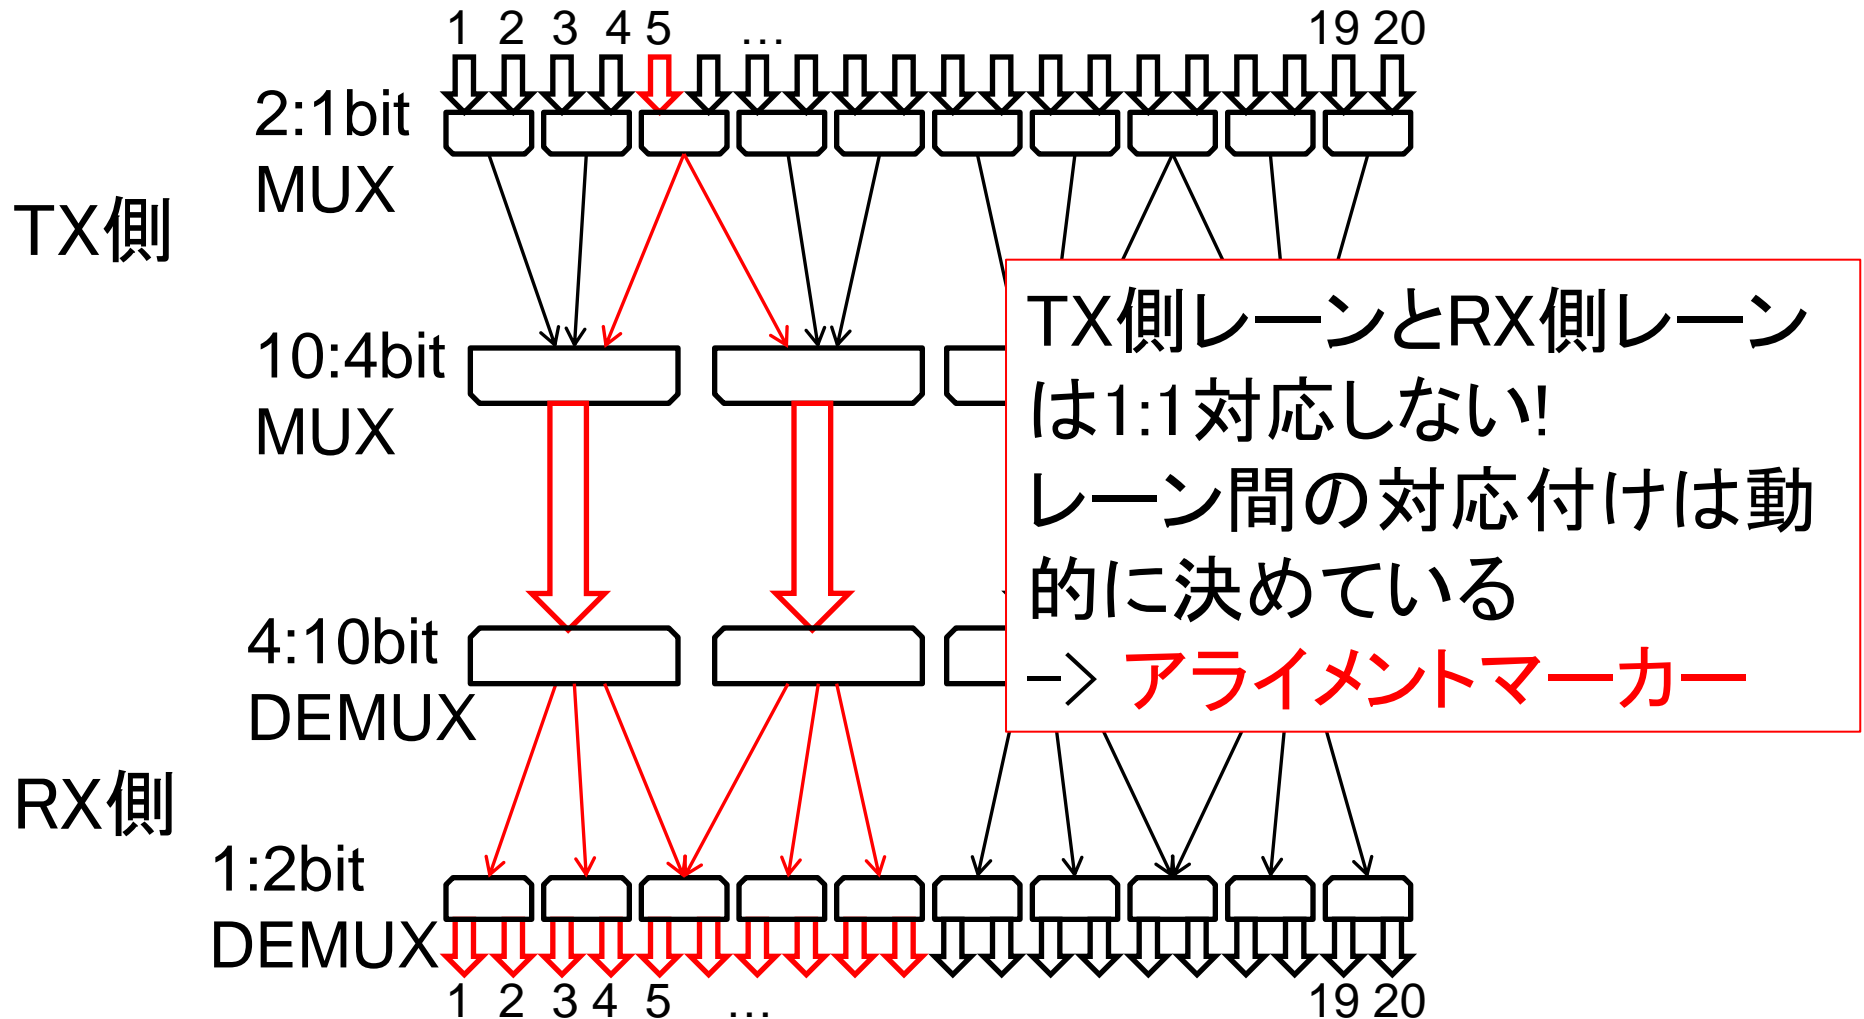 1 2 3 4 5 … 19 20
2:1bit
MUX
TX側
10:4bit
MUX
TX側レーンとRX側レーン
は1:1対応しない!
レーン間の対応付けは動
的に決めている
-> アライメントマーカー
4:10bit
DEMUX
RX側
1:2bit
DEMUX
1 2 3 4 5 … 19 20